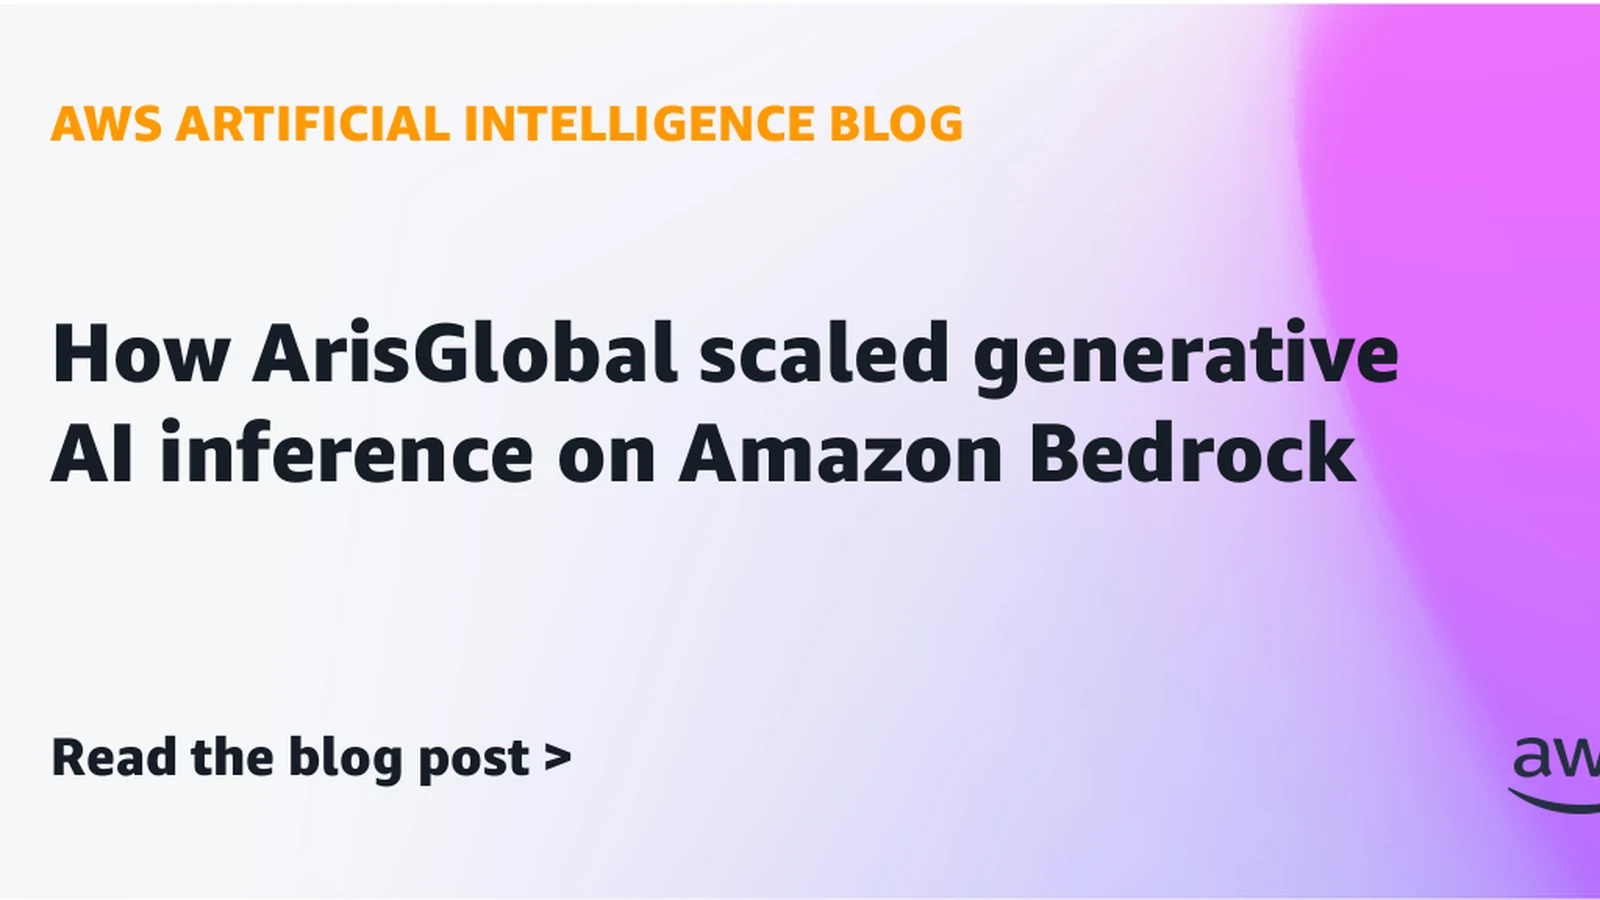 AWS ARTIFICIAL INTELLIGENCE BLOG
How ArisGlobal scaled generative
AI inference on Amazon Bedrock
Read the blog post >
aw